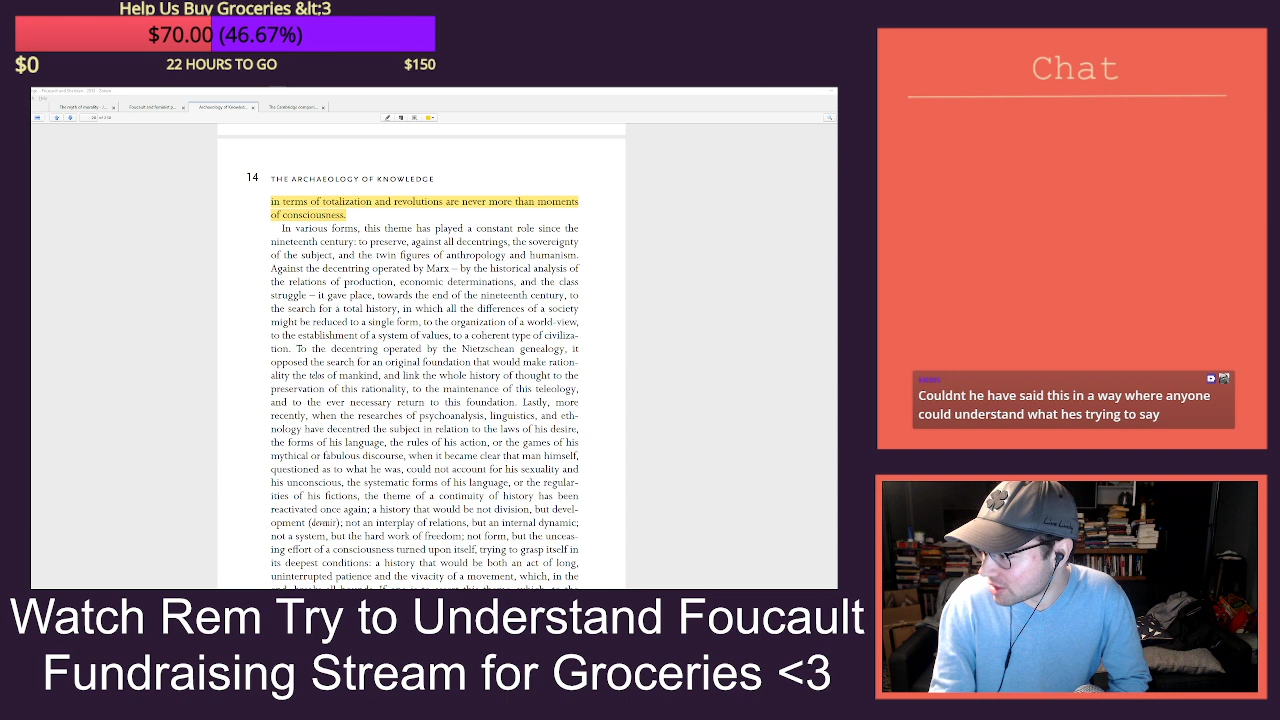 Help Us Buy Groceries &lt;3
$70.00 (46.67%)
$0
22 HOURS TO GO
$150
The myth of morality - J...
Foucault and feminist p...
Archaeology of Knowled...
The Cambridge compani...
14 THE ARCHAEOLOGY OF KNOWLEDGE
in terms of totalization and revolutions are never more than moments
of consciousness.
In various forms, this theme has played a constant role since the
nineteenth century: to preserve, against all decentrings, the sovereignty
of the subject, and the twin figures of anthropology and humanism.
Against the decentring operated by Marx – by the historical analysis of
the relations of production, economic determinations, and the class
struggle – it gave place, towards the end of the nineteenth century, to
the search for a total history, in which all the differences of a society
might be reduced to a single form, to the organization of a world-view,
to the establishment of a system of values, to a coherent type of civiliza-
tion. To the decentring operated by the Nietzschean genealogy, it
opposed the search for an original foundation that would make ration-
ality the telos of mankind, and link the whole history of thought to the
preservation of this rationality, to the maintenance of this teleology,
and to the ever necessary return to this foundation. Lastly, more
recently, when the researches of psychoanalysis, linguistics, and eth-
nology have decentred the subject in relation to the laws of his desire,
the forms of his language, the rules of his action, or the games of his
mythical or fabulous discourse, when it became clear that man himself,
questioned as to what he was, could not account for his sexuality and
his unconscious, the systematic forms of his language, or the regular-
ities of his fictions, the theme of a continuity of history has been
reactivated once again; a history that would be not division, but devel-
opment (devenir); not an interplay of relations, but an internal dynamic;
not a system, but the hard work of freedom; not form, but the unceas-
ing effort of a consciousness turned upon itself, trying to grasp itself in
its deepest conditions: a history that would be both an act of long,
uninterrupted patience and the vivacity of a movement, which, in the
Chat
Couldnt he have said this in a way where anyone
could understand what hes trying to say
Watch Rem Try to Understand Foucault
Fundraising Stream for Groceries <3